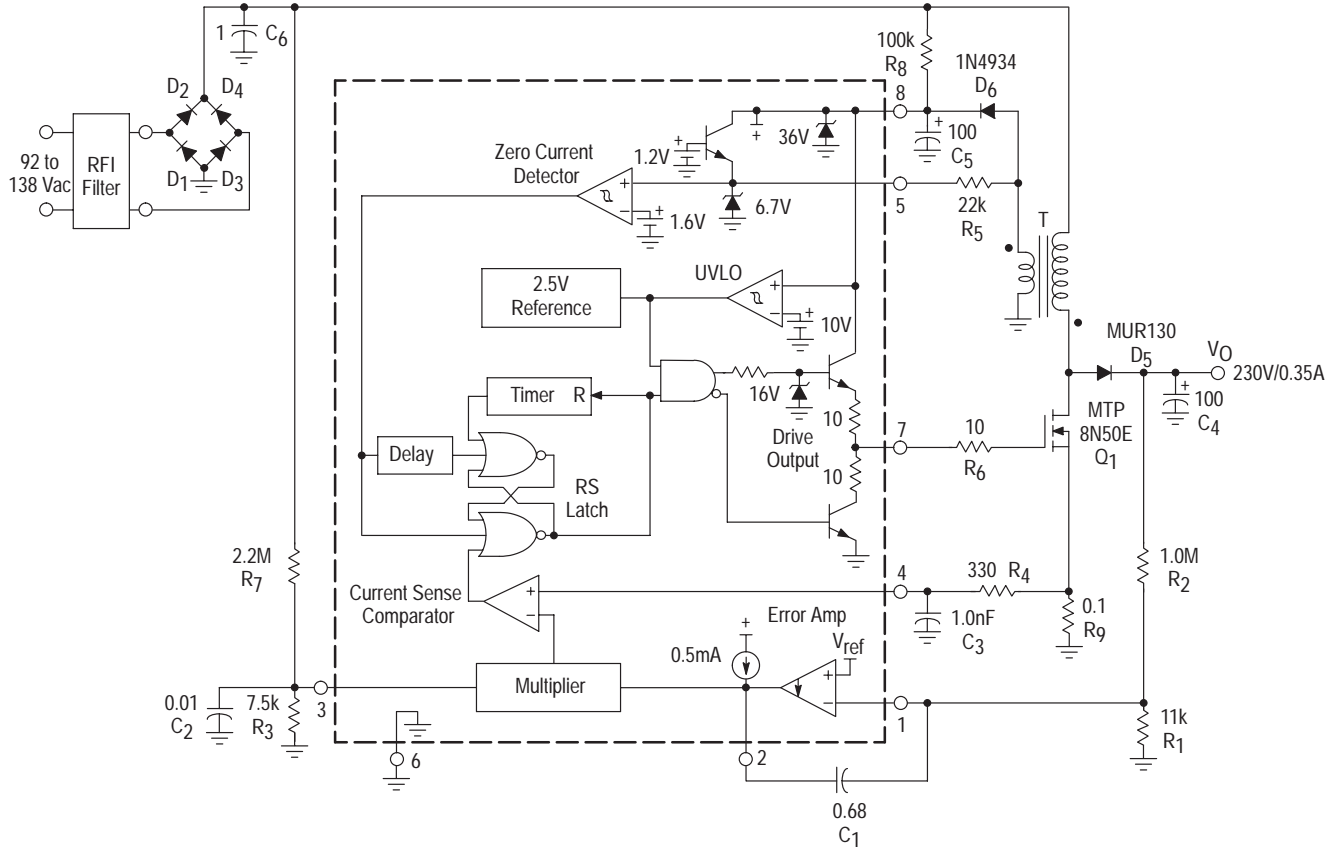 1
C6
100k
R8
1N4934
D6
D2
D4
D1
D3
92 to
138 Vac
RFI
Filter
8
+
+
100
C5
36V
1.2V
+
Zero Current
Detector
+
−
1.6V
+
6.7V
5
22k
R5
T
UVLO
2.5V
Reference
+
−
10V
+
MUR130
D5
VO
230V/0.35A
+
100
C4
Timer
R
16V
10
Drive
Output
10
7
10
R6
MTP
8N50E
Q1
Delay
RS
Latch
2.2M
R7
1.0M
R2
Current Sense
Comparator
+
−
4
330
R4
1.0nF
C3
0.1
R9
Error Amp
+
0.5mA
Vref
+
−
Multiplier
0.01
C2
7.5k
R3
3
1
11k
R1
6
2
0.68
C1